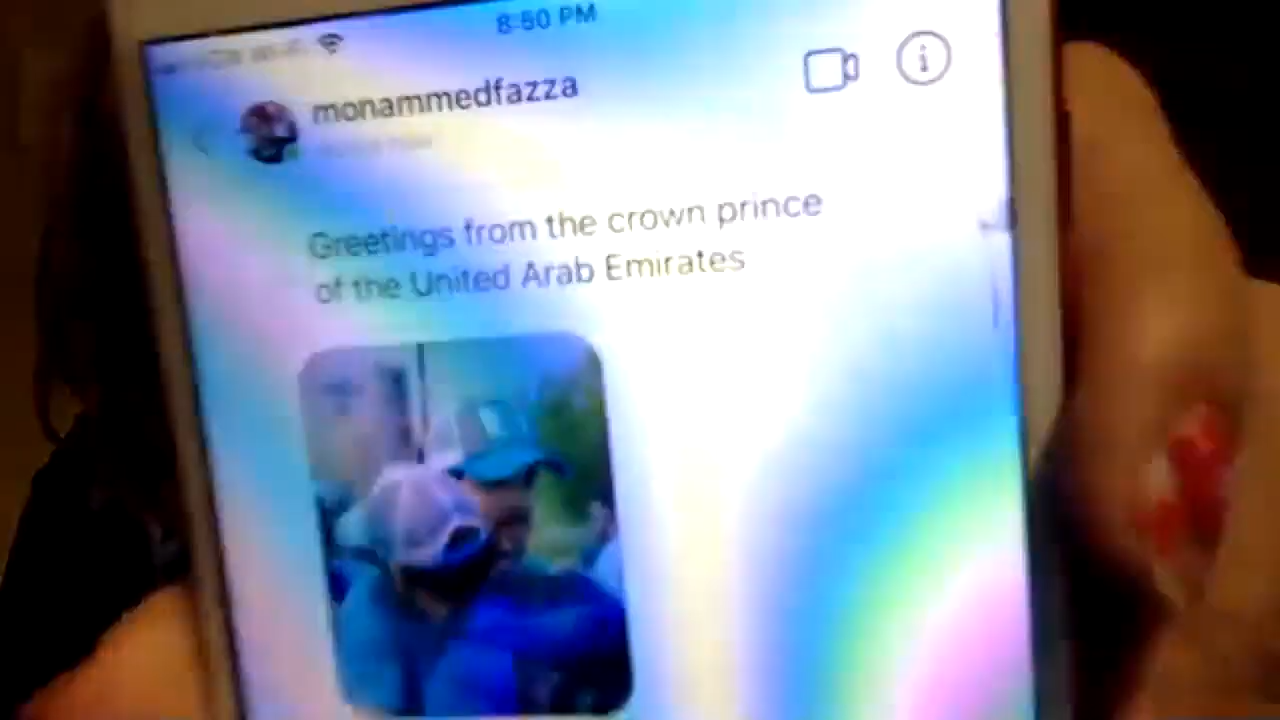 8:50 PM
monammedfazza
Greetings from the crown prince
of the United Arab Emirates